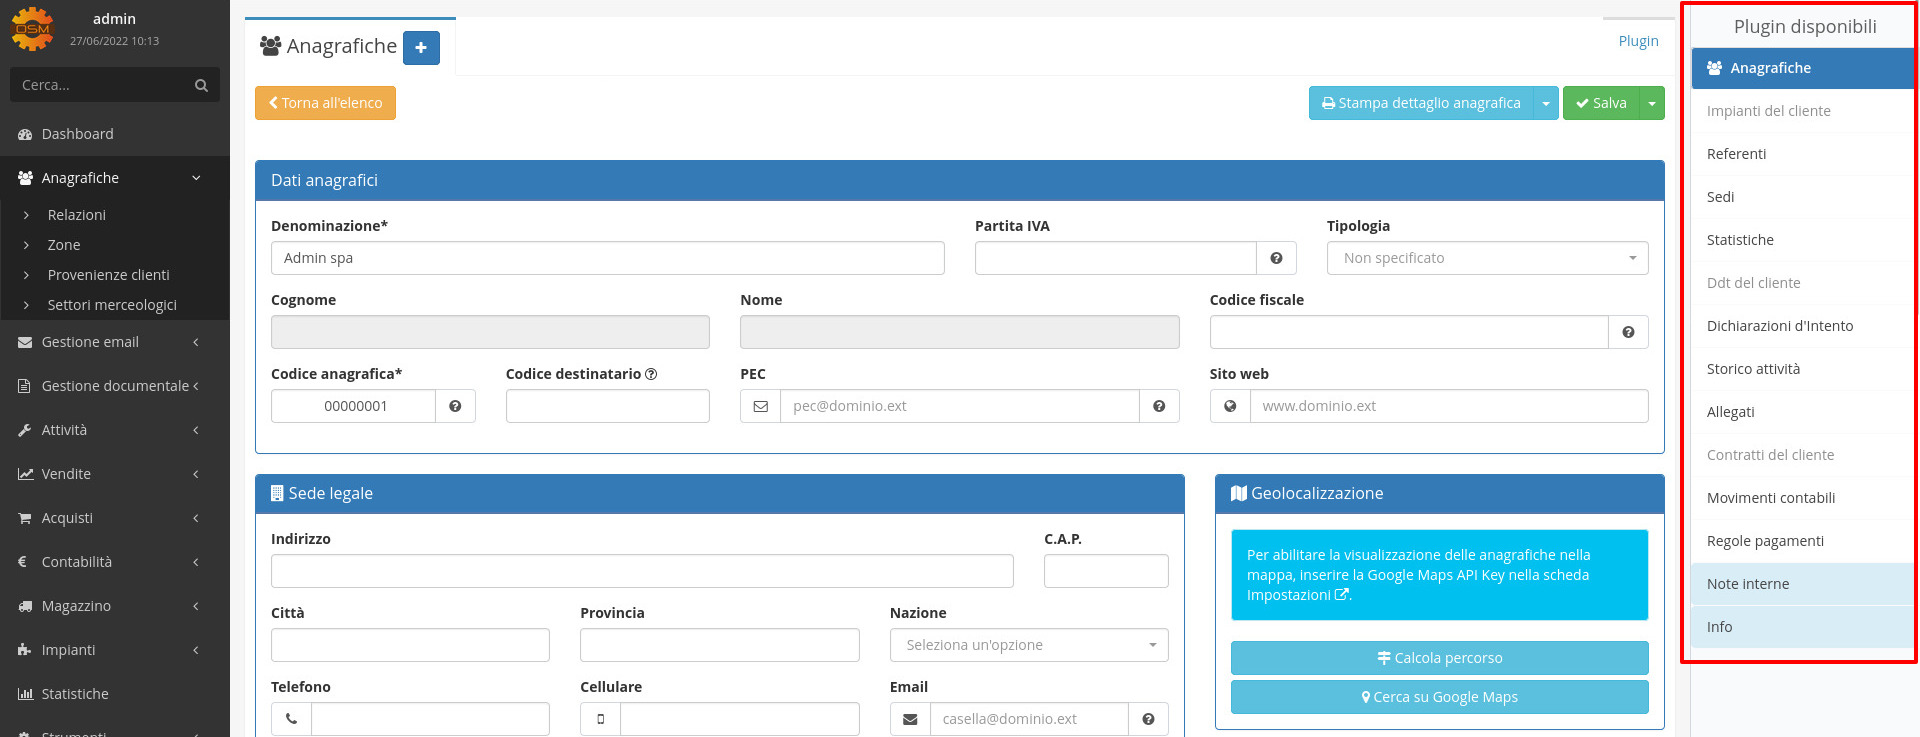 OSM
admin
27/06/2022 10:13
Cerca...
Dashboard
Anagrafiche
Relazioni
Zone
Provenienze clienti
Settori merceologici
Gestione email
Gestione documentale
Attività
Vendite
Acquisti
Contabilità
Magazzino
Impianti
Statistiche
Strumenti
Anagrafiche
Plugin
Torna all'elenco
Stampa dettaglio anagrafica
Salva
Dati anagrafici
Denominazione*
Partita IVA
Tipologia
Admin spa
Non specificato
Cognome
Nome
Codice fiscale
Codice anagrafica*
Codice destinatario
PEC
Sito web
00000001
pec@dominio.ext
www.dominio.ext
Sede legale
Indirizzo
C.A.P.
Città
Provincia
Nazione
Seleziona un'opzione
Telefono
Cellulare
Email
casella@dominio.ext
Geolocalizzazione
Per abilitare la visualizzazione delle anagrafiche nella
mappa, inserire la Google Maps API Key nella scheda
Impostazioni .
Calcola percorso
Cerca su Google Maps
Plugin disponibili
Anagrafiche
Impianti del cliente
Referenti
Sedi
Statistiche
Ddt del cliente
Dichiarazioni d'Intento
Storico attività
Allegati
Contratti del cliente
Movimenti contabili
Regole pagamenti
Note interne
Info